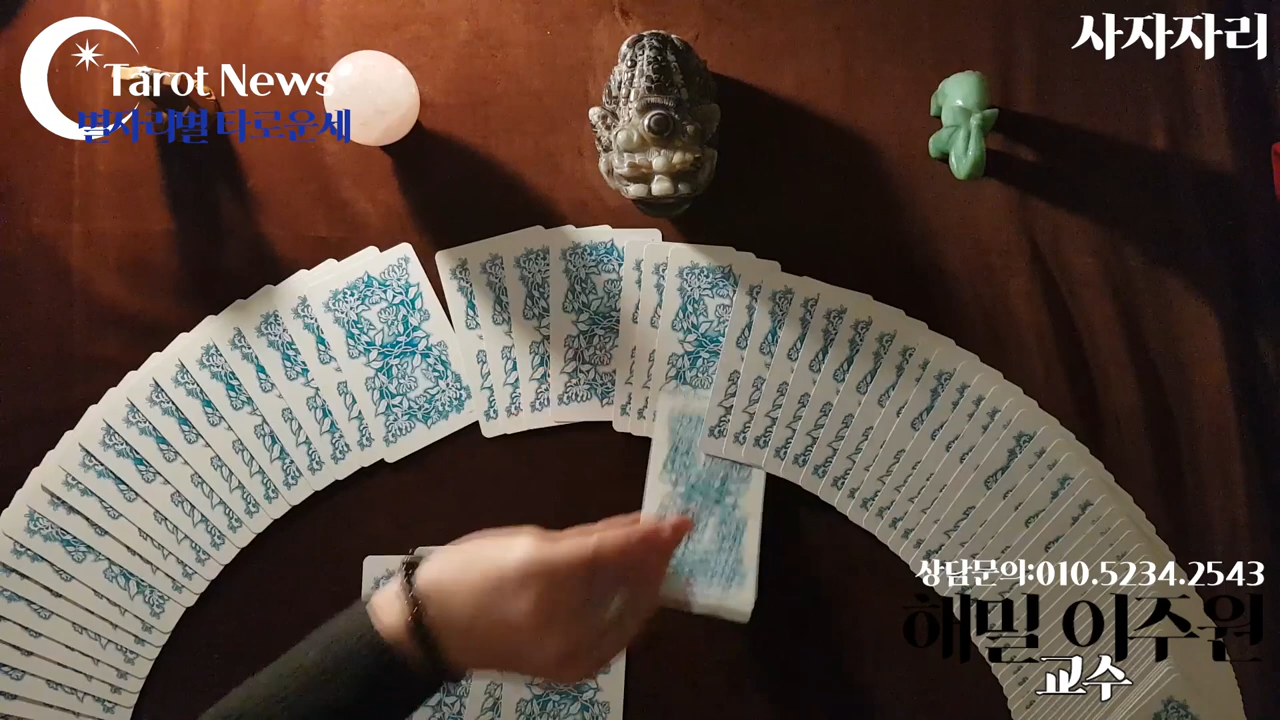 Tarot News
별자리별 타로운세
사자자리
상담문의:010.5234.2543
해밀 이주원
교수